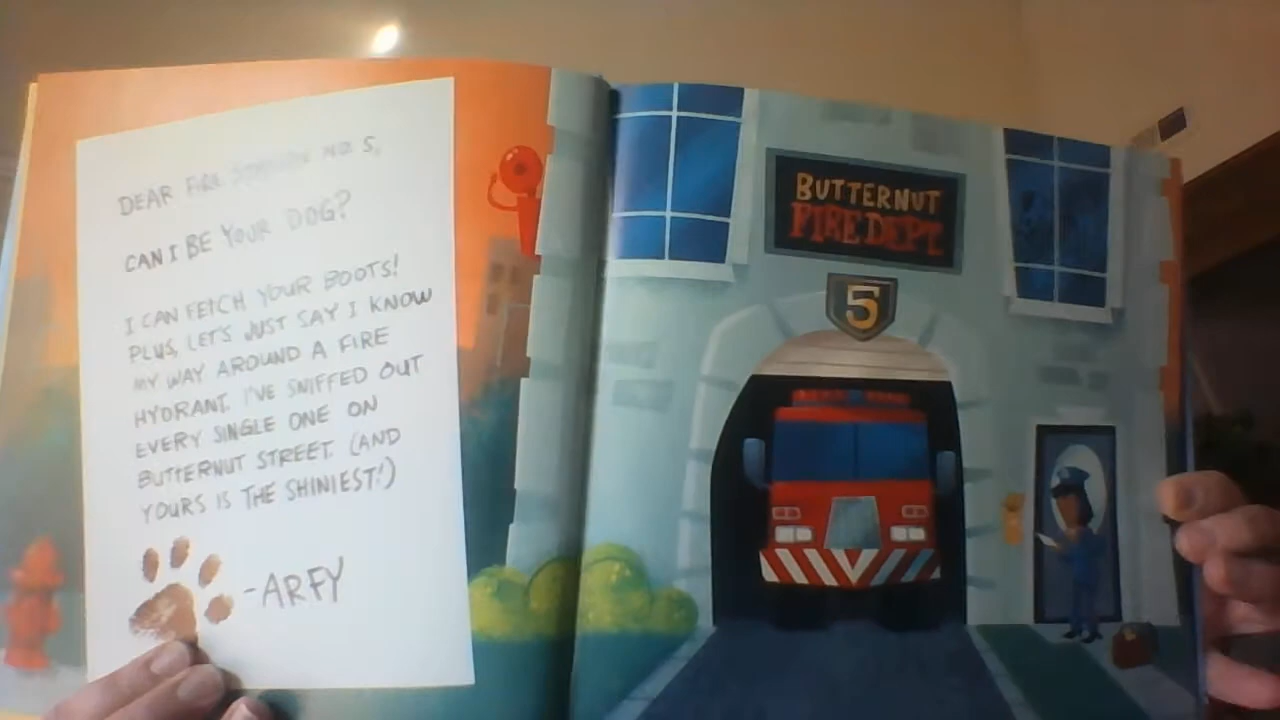 DEAR FIRE STATION NO 5,
CAN I BE YOUR DOG?
I CAN FETCH YOUR BOOTS!
PLUS, LET'S JUST SAY I KNOW
MY WAY AROUND A FIRE
HYDRANT. I'VE SNIFFED OUT
EVERY SINGLE ONE ON
BUTTERNUT STREET. (AND
YOURS IS THE SHINIEST!)
-ARFY
BUTTERNUT
FIRE DEPT.
5